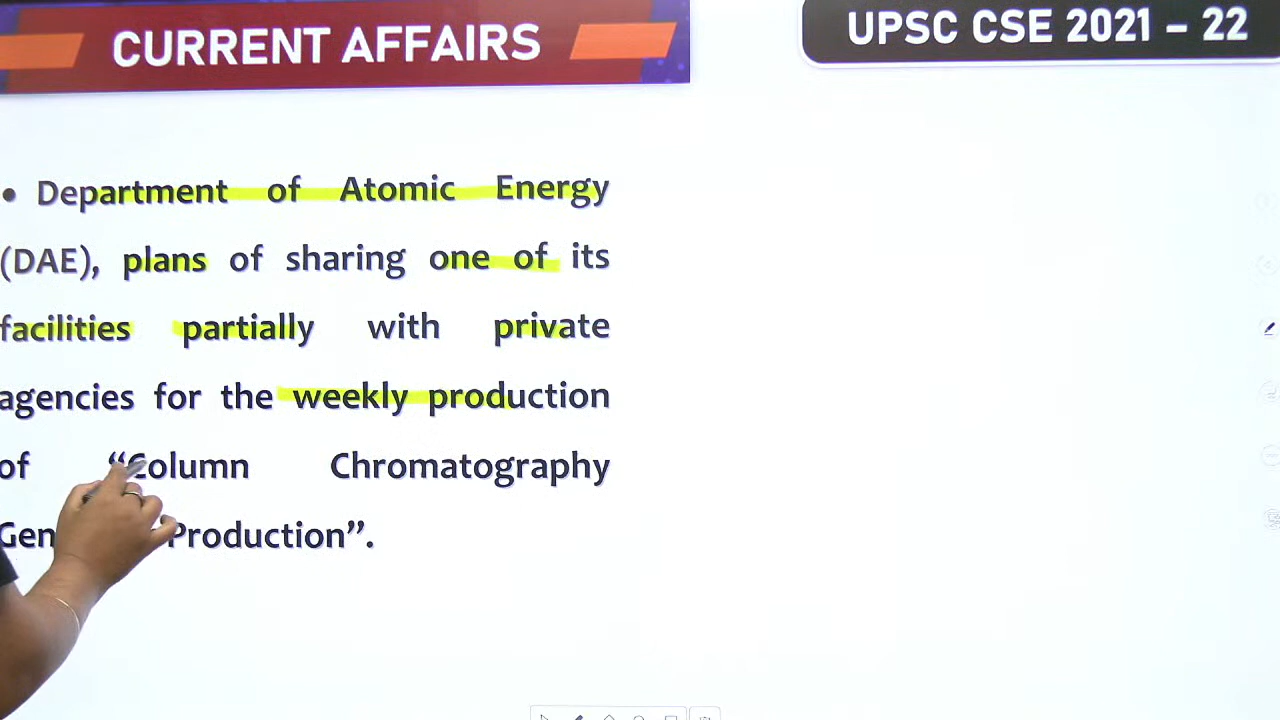 CURRENT AFFAIRS
UPSC CSE 2021 – 22
• Department of Atomic Energy
(DAE), plans of sharing one of its
facilities partially with private
agencies for the weekly production
of “Column Chromatography
Production”.